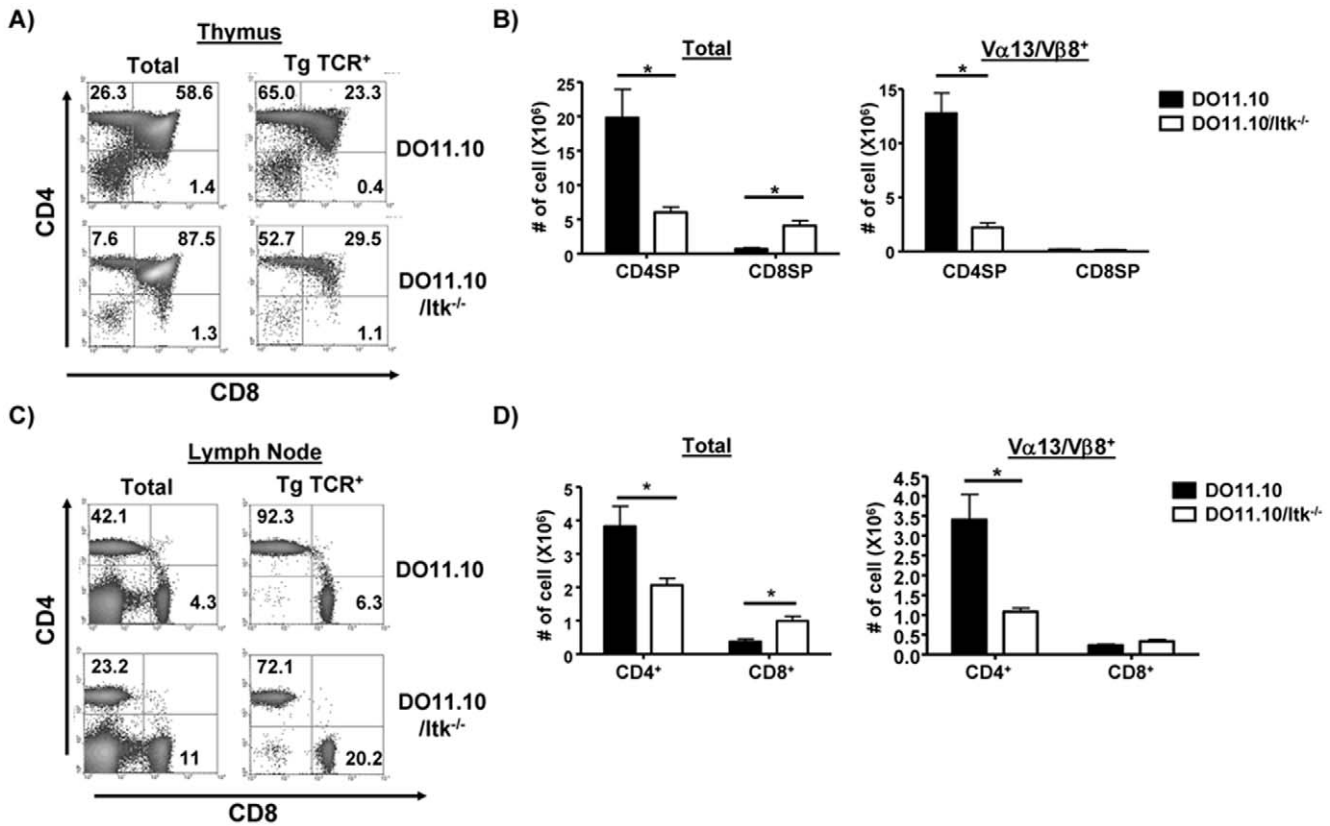 A)
Thymus
Total
Tg TCR⁺
26.3 58.6
1.4
65.0 23.3
0.4
DO11.10
7.6 87.5
1.3
52.7 29.5
1.1
DO11.10
/Itk⁻/⁻
CD4
CD8
B)
Total
# of cell (X10⁶)
25
20
15
10
5
0
*
*
CD4SP
CD8SP
Vα13/Vβ8⁺
# of cell (X10⁶)
15
10
5
0
*
CD4SP
CD8SP
DO11.10
DO11.10/Itk⁻/⁻
C)
Lymph Node
Total
Tg TCR⁺
42.1
4.3
92.3
6.3
DO11.10
23.2
11
72.1
20.2
DO11.10
/Itk⁻/⁻
CD4
CD8
D)
Total
# of cell (X10⁶)
5
4
3
2
1
0
*
*
CD4⁺
CD8⁺
Vα13/Vβ8⁺
# of cell (X10⁶)
4.5
4.0
3.5
3.0
2.5
2.0
1.5
1.0
0.5
0.0
*
CD4⁺
CD8⁺
DO11.10
DO11.10/Itk⁻/⁻